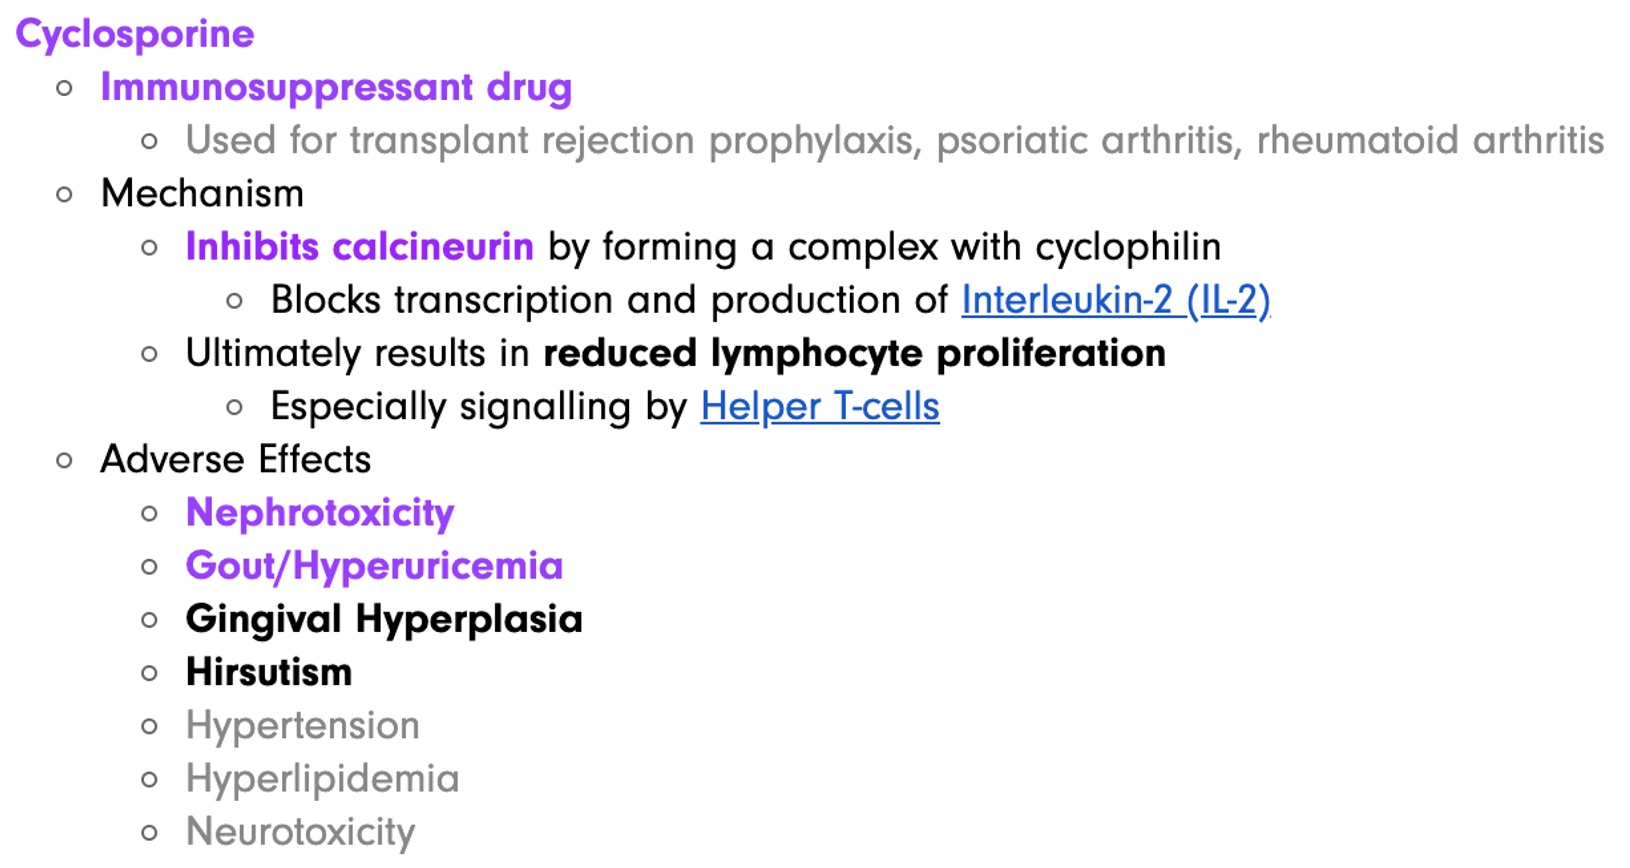 Cyclosporine
Immunosuppressant drug
Used for transplant rejection prophylaxis, psoriatic arthritis, rheumatoid arthritis
Mechanism
Inhibits calcineurin by forming a complex with cyclophilin
Blocks transcription and production of Interleukin-2 (IL-2)
Ultimately results in reduced lymphocyte proliferation
Especially signalling by Helper T-cells
Adverse Effects
Nephrotoxicity
Gout/Hyperuricemia
Gingival Hyperplasia
Hirsutism
Hypertension
Hyperlipidemia
Neurotoxicity